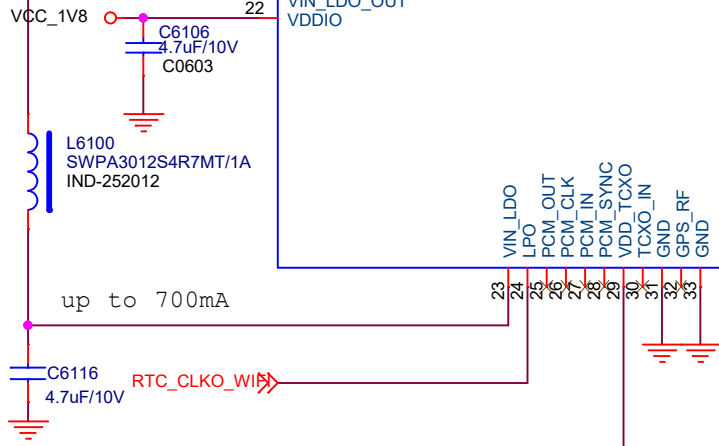 VIN_LDO_OUT
VCC_1V8
22
VDDIO
C6106
4.7uF/10V
C0603
L6100
SWPA3012S4R7MT/1A
IND-252012
VIN_LDO
LPO
PCM_OUT
PCM_CLK
PCM_IN
PCM_SYNC
VDD_TCXO
TCXO_IN
GND
GPS_RF
GND
23
24
25
26
27
28
29
30
31
32
33
up to 700mA
C6116
4.7uF/10V
RTC_CLKO_WIFI